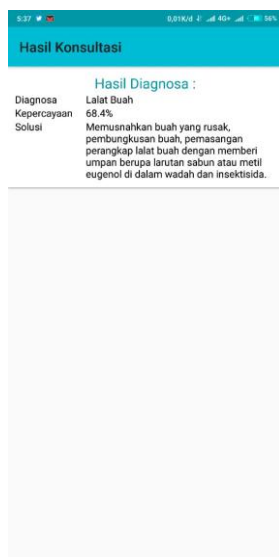 5:37
0,01K/d 4G+ 56%
Hasil Konsultasi
Hasil Diagnosa :
Diagnosa Lalat Buah
Kepercayaan 68.4%
Solusi Memusnahkan buah yang rusak,
pembungkusan buah, pemasangan
perangkap lalat buah dengan memberi
umpan berupa larutan sabun atau metil
eugenol di dalam wadah dan insektisida.